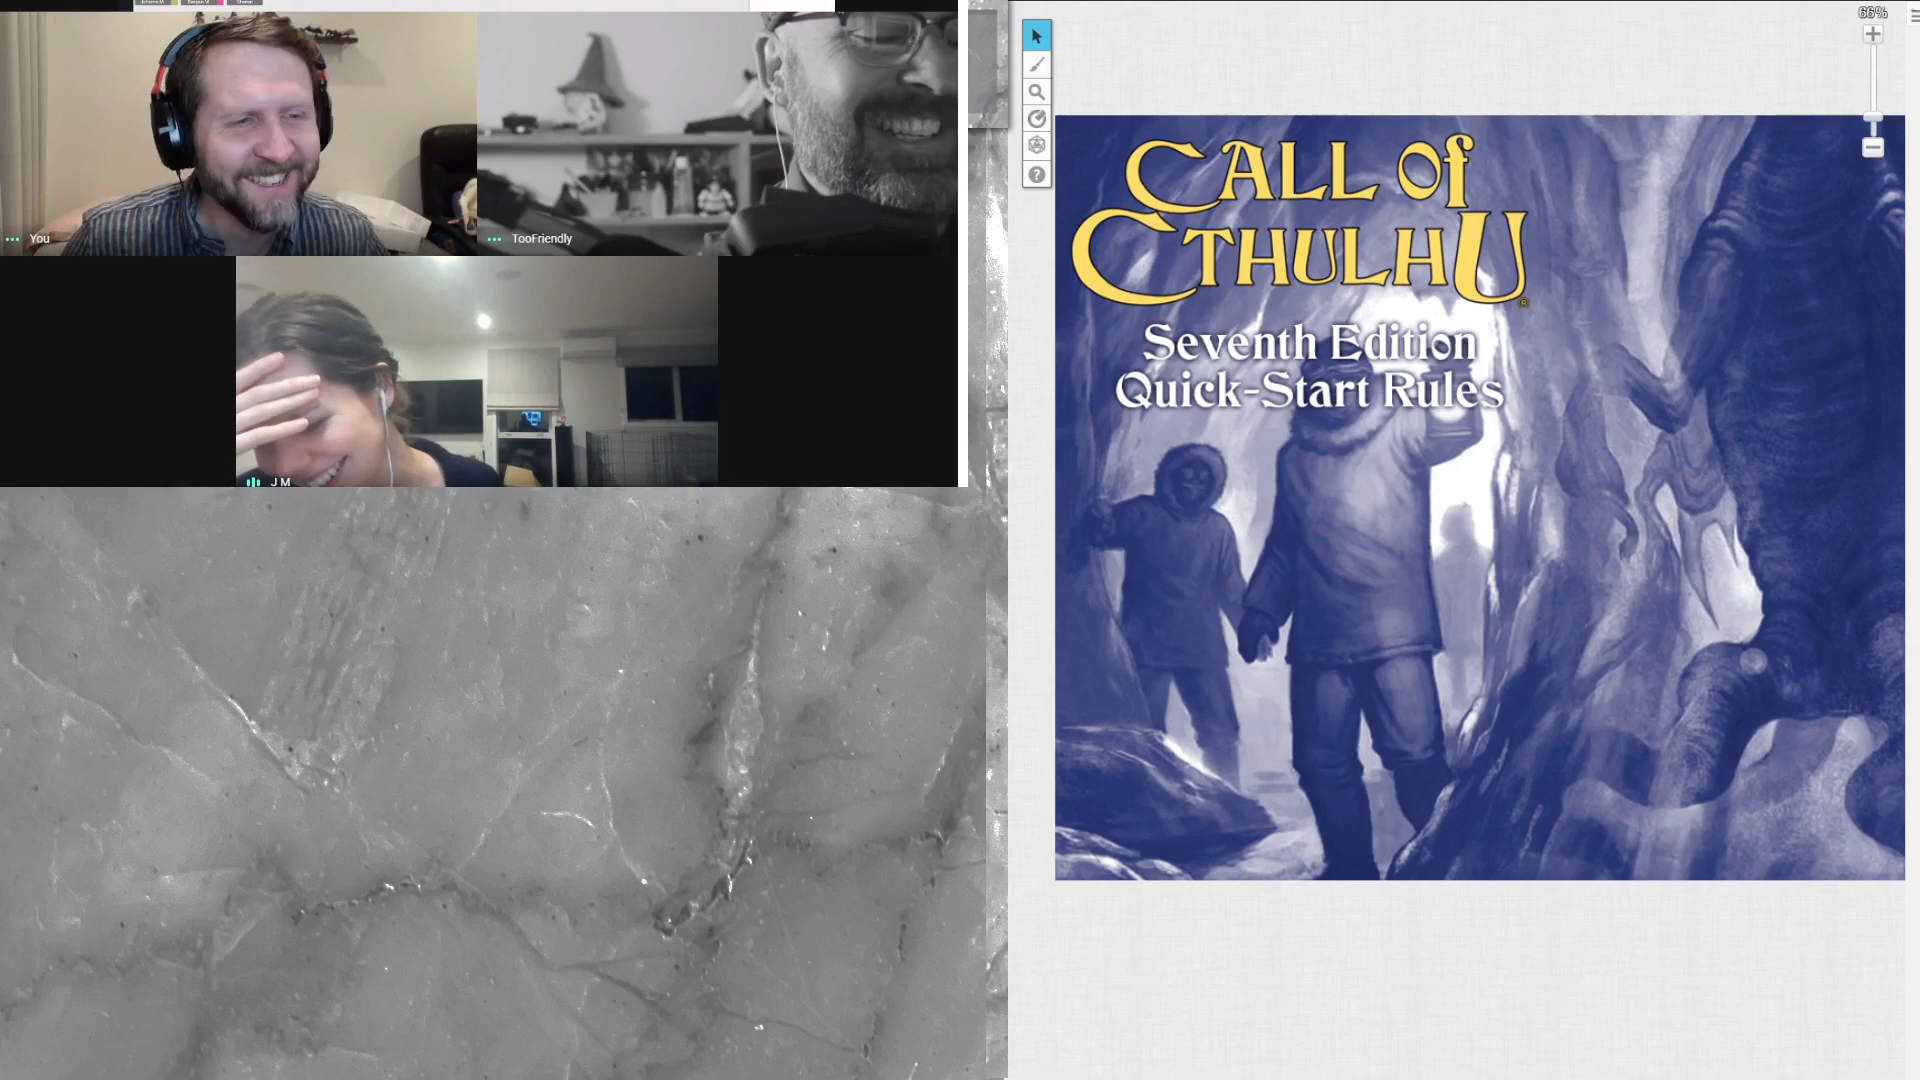 You
TooFriendly
J M
66%
CALL Of
CTHULHU®
Seventh Edition
Quick-Start Rules